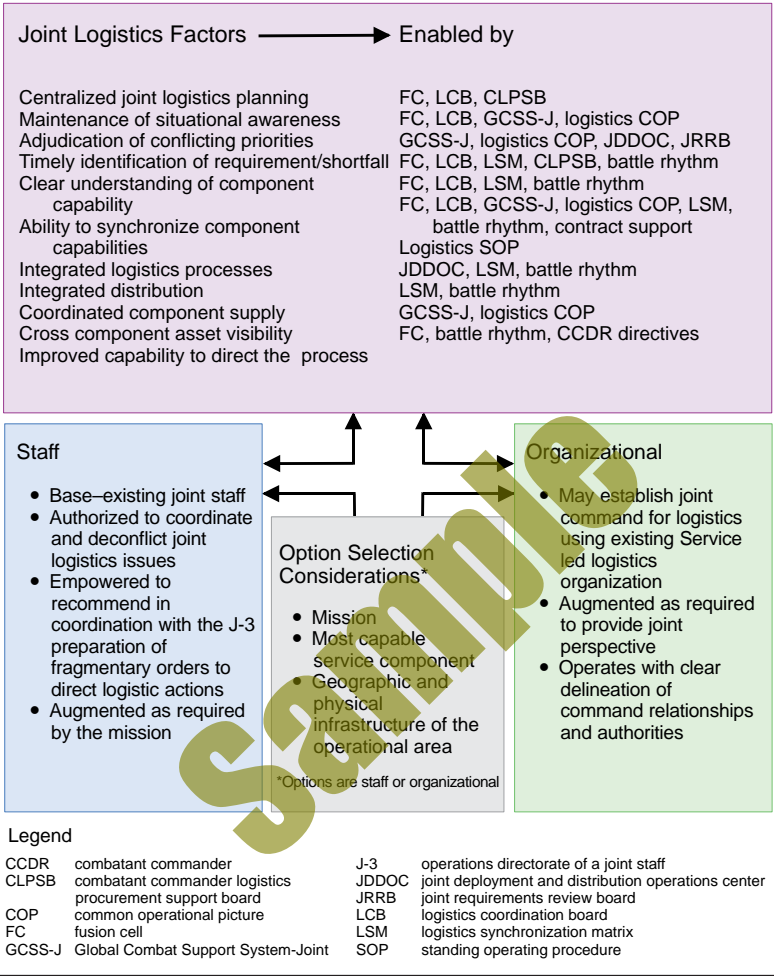 Joint Logistics Factors Enabled by
Centralized joint logistics planning FC, LCB, CLPSB
Maintenance of situational awareness FC, LCB, GCSS-J, logistics COP
Adjudication of conflicting priorities GCSS-J, logistics COP, JDDOC, JRRB
Timely identification of requirement/shortfall FC, LCB, LSM, CLPSB, battle rhythm
Clear understanding of component FC, LCB, LSM, battle rhythm
capability FC, LCB, GCSS-J, logistics COP, LSM,
Ability to synchronize component battle rhythm, contract support
capabilities Logistics SOP
Integrated logistics processes JDDOC, LSM, battle rhythm
Integrated distribution LSM, battle rhythm
Coordinated component supply GCSS-J, logistics COP
Cross component asset visibility FC, battle rhythm, CCDR directives
Improved capability to direct the process
Staff
• Base–existing joint staff
• Authorized to coordinate
and deconflict joint
logistics issues
• Empowered to
recommend in
coordination with the J-3
preparation of
fragmentary orders to
direct logistic actions
• Augmented as required
by the mission
Option Selection
Considerations*
• Mission
• Most capable
service component
• Geographic and
physical
infrastructure of the
operational area
*Options are staff or organizational
Organizational
• May establish joint
command for logistics
using existing Service
led logistics
organization
• Augmented as required
to provide joint
perspective
• Operates with clear
delineation of
command relationships
and authorities
Sample
Legend
CCDR combatant commander
CLPSB combatant commander logistics
procurement support board
COP common operational picture
FC fusion cell
GCSS-J Global Combat Support System-Joint
J-3 operations directorate of a joint staff
JDDOC joint deployment and distribution operations center
JRRB joint requirements review board
LCB logistics coordination board
LSM logistics synchronization matrix
SOP standing operating procedure